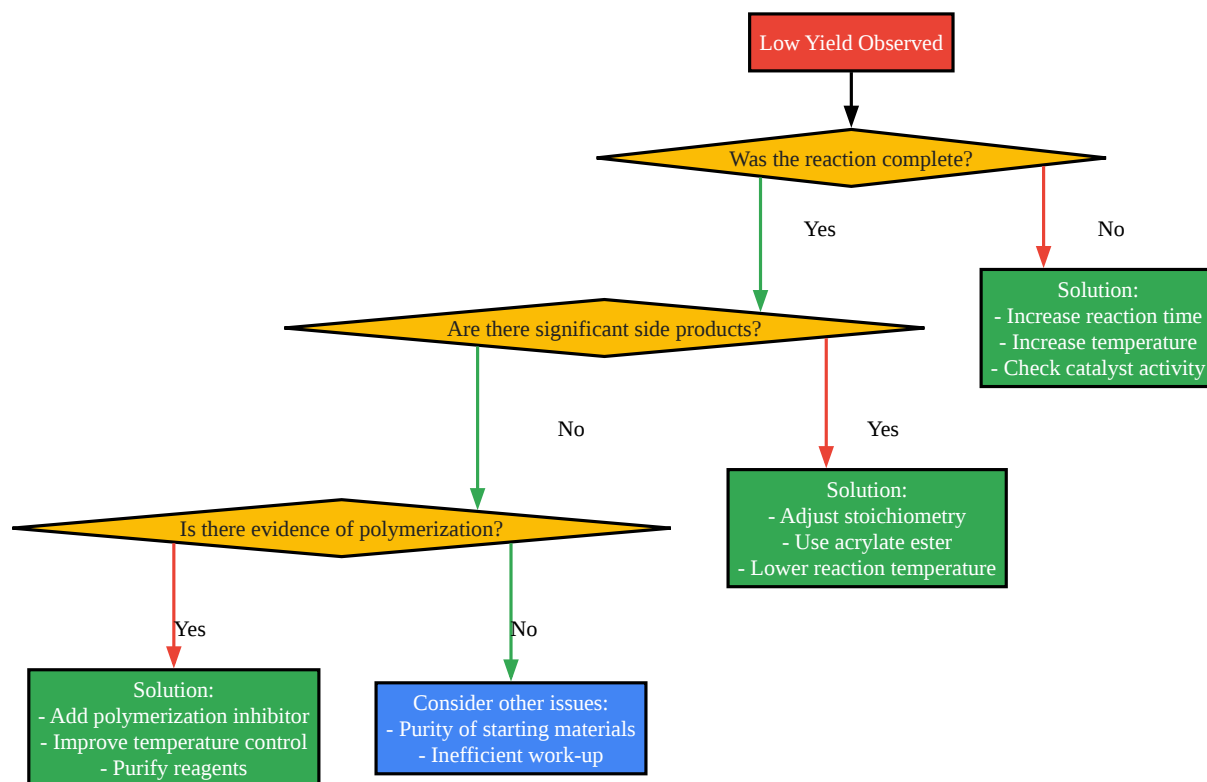 Low Yield Observed
Was the reaction complete?
Yes
No
Solution:
- Increase reaction time
- Increase temperature
- Check catalyst activity
Are there significant side products?
No
Yes
Solution:
- Adjust stoichiometry
- Use acrylate ester
- Lower reaction temperature
Is there evidence of polymerization?
Yes
No
Solution:
- Add polymerization inhibitor
- Improve temperature control
- Purify reagents
Consider other issues:
- Purity of starting materials
- Inefficient work-up